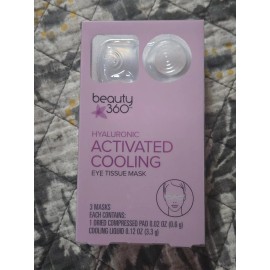 beauty
360®
HYALURONIC
ACTIVATED
COOLING
EYE TISSUE MASK
3 MASKS
EACH CONTAINS:
1 DRIED COMPRESSED PAD 0.02 OZ (0.6 g)
COOLING LIQUID 0.12 OZ (3.3 g)